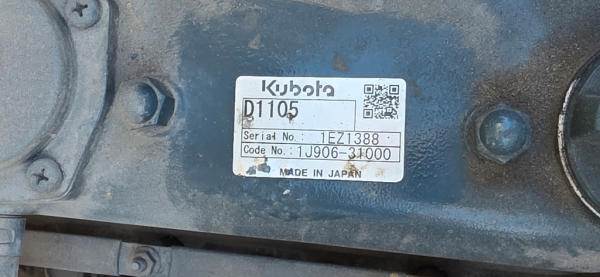 Kubota
D1105
Serial No.: 1EZ1388
Code No.: 1J906-31000
MADE IN JAPAN